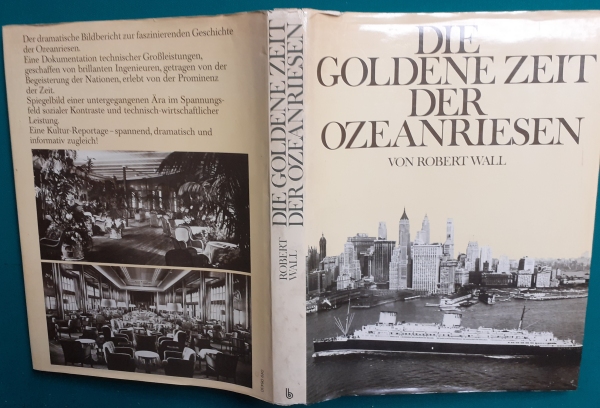 Der dramatische Bildbericht zur faszinierenden Geschichte
der Ozeanriesen.
Eine Dokumentation technischer Großleistungen,
geschaffen von brillanten Ingenieuren, getragen von der
Begeisterung der Nationen, erlebt von der Prominenz
der Zeit.
Spiegelbild einer untergegangenen Ära im Spannungs-
feld sozialer Kontraste und technisch-wirtschaftlicher
Leistung.
Eine Kultur-Reportage - spannend, dramatisch und
informativ zugleich!
DIE GOLDENE ZEIT
DER OZEANRIESEN
ROBERT
WALL
b
DIE
GOLDENE ZEIT
DER
OZEANRIESEN
VON ROBERT WALL